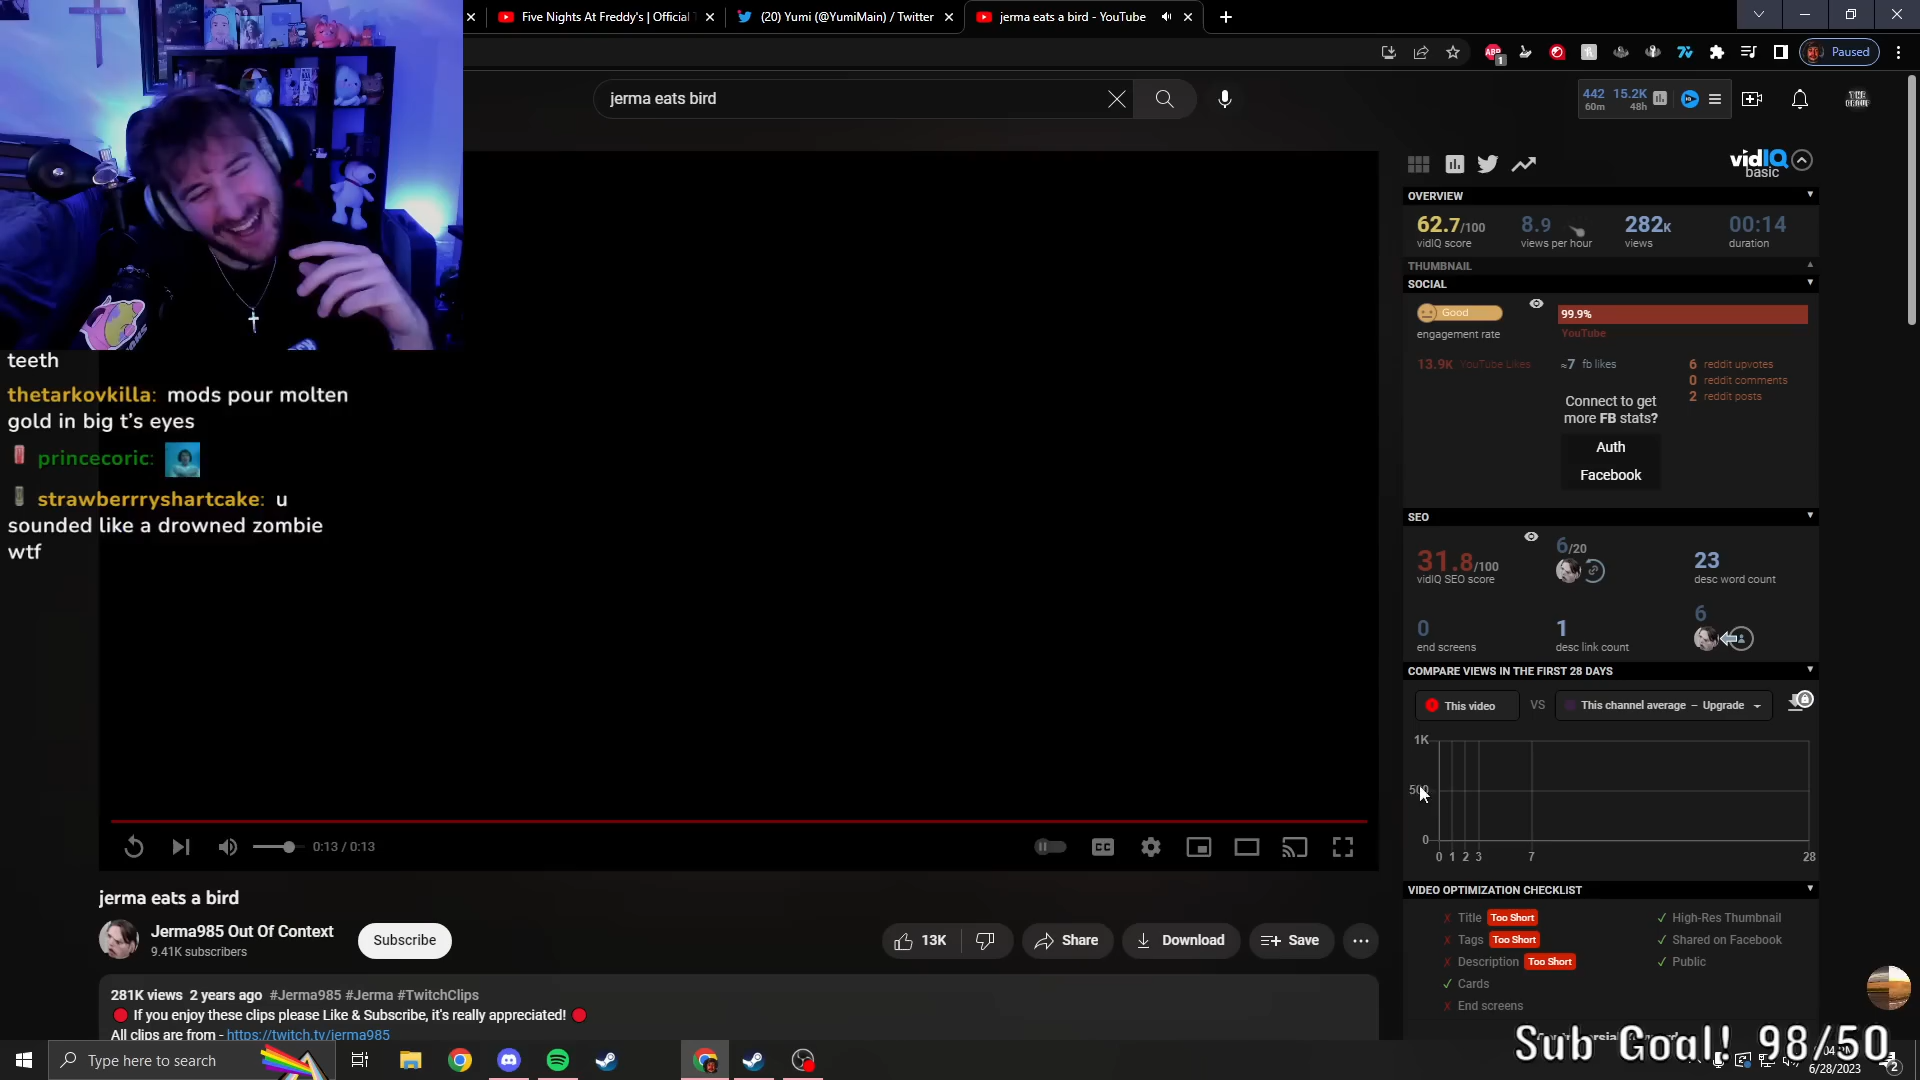 Five Nights At Freddy's | Official
(20) Yumi (@YumiMain) / Twitter
jerma eats a bird - YouTube
Paused
jerma eats bird
442 15.2K
60m 48h
THE GROUP
vidIQ
basic
OVERVIEW
62.7/100
vidIQ score
8.9
views per hour
282K
views
00:14
duration
THUMBNAIL
SOCIAL
Good
engagement rate
99.9%
YouTube
13.9K YouTube Likes
≈7 fb likes
6 reddit upvotes
0 reddit comments
2 reddit posts
Connect to get
more FB stats?
Auth
Facebook
teeth
thetarkovkilla: mods pour molten
gold in big t's eyes
princecoric:
strawberrryshartcake: u
sounded like a drowned zombie
wtf
SEO
31.8/100
vidIQ SEO score
6/20
23
desc word count
0
end screens
1
desc link count
6
COMPARE VIEWS IN THE FIRST 28 DAYS
This video
VS
This channel average – Upgrade
1K
500
0
0 1 2 3 7 28
0:13 / 0:13
CC
jerma eats a bird
Jerma985 Out Of Context
9.41K subscribers
Subscribe
13K
Share
Download
Save
281K views 2 years ago #Jerma985 #Jerma #TwitchClips
If you enjoy these clips please Like & Subscribe, it's really appreciated!
All clips are from - https://twitch.tv/jerma985
VIDEO OPTIMIZATION CHECKLIST
Title Too Short
Tags Too Short
Description Too Short
Cards
End screens
High-Res Thumbnail
Shared on Facebook
Public
Sub Goal! 98/50
Type here to search
6/28/2023
2